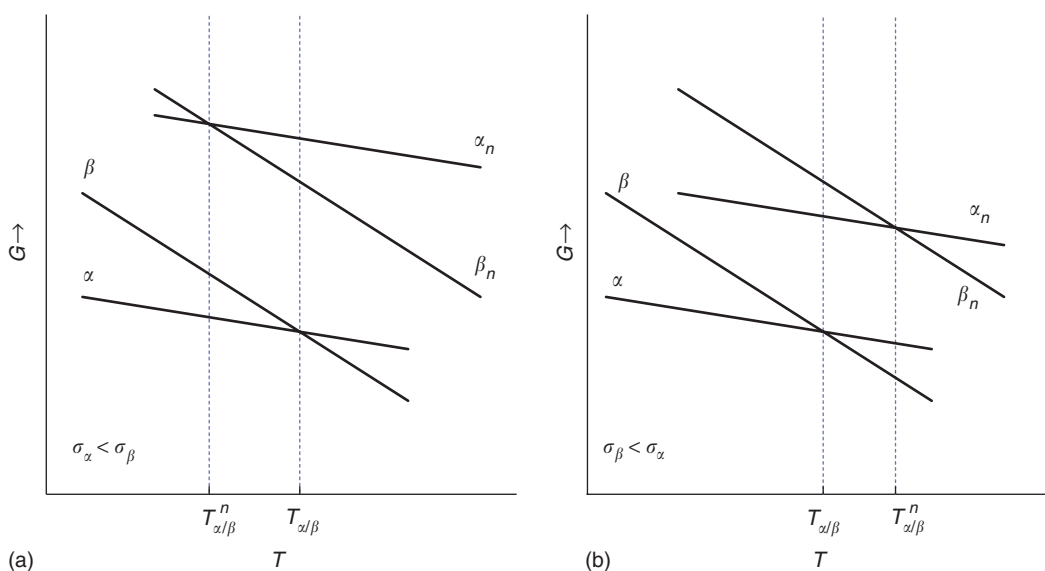 G→
β
α
αₙ
βₙ
σα < σβ
Tⁿα/β
Tα/β
(a)
T
G→
β
α
αₙ
βₙ
σβ < σα
Tα/β
Tⁿα/β
(b)
T